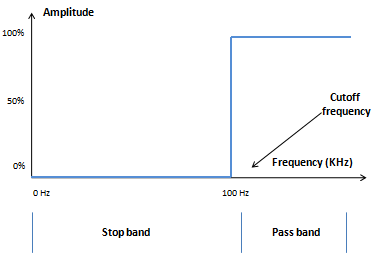 Amplitude
100%
50%
Cutoff
frequency
0%
Frequency (KHz)
0 Hz
100 Hz
Stop band
Pass band